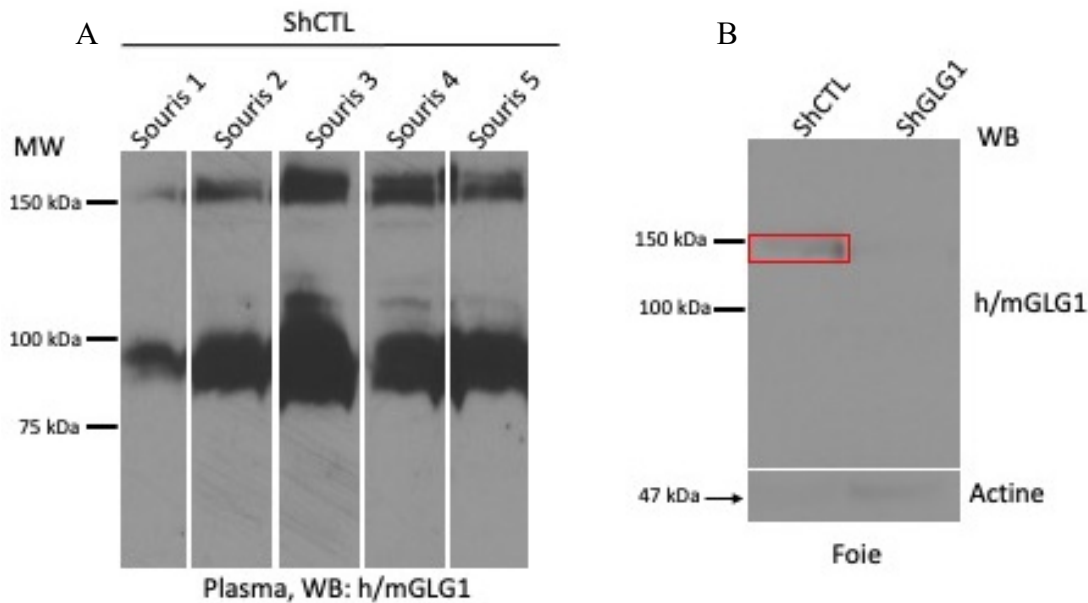 A
ShCTL
Souris 1
Souris 2
Souris 3
Souris 4
Souris 5
MW
150 kDa
100 kDa
75 kDa
Plasma, WB: h/mGLG1
B
ShCTL
ShGLG1
WB
150 kDa
100 kDa
h/mGLG1
47 kDa
Actine
Foie